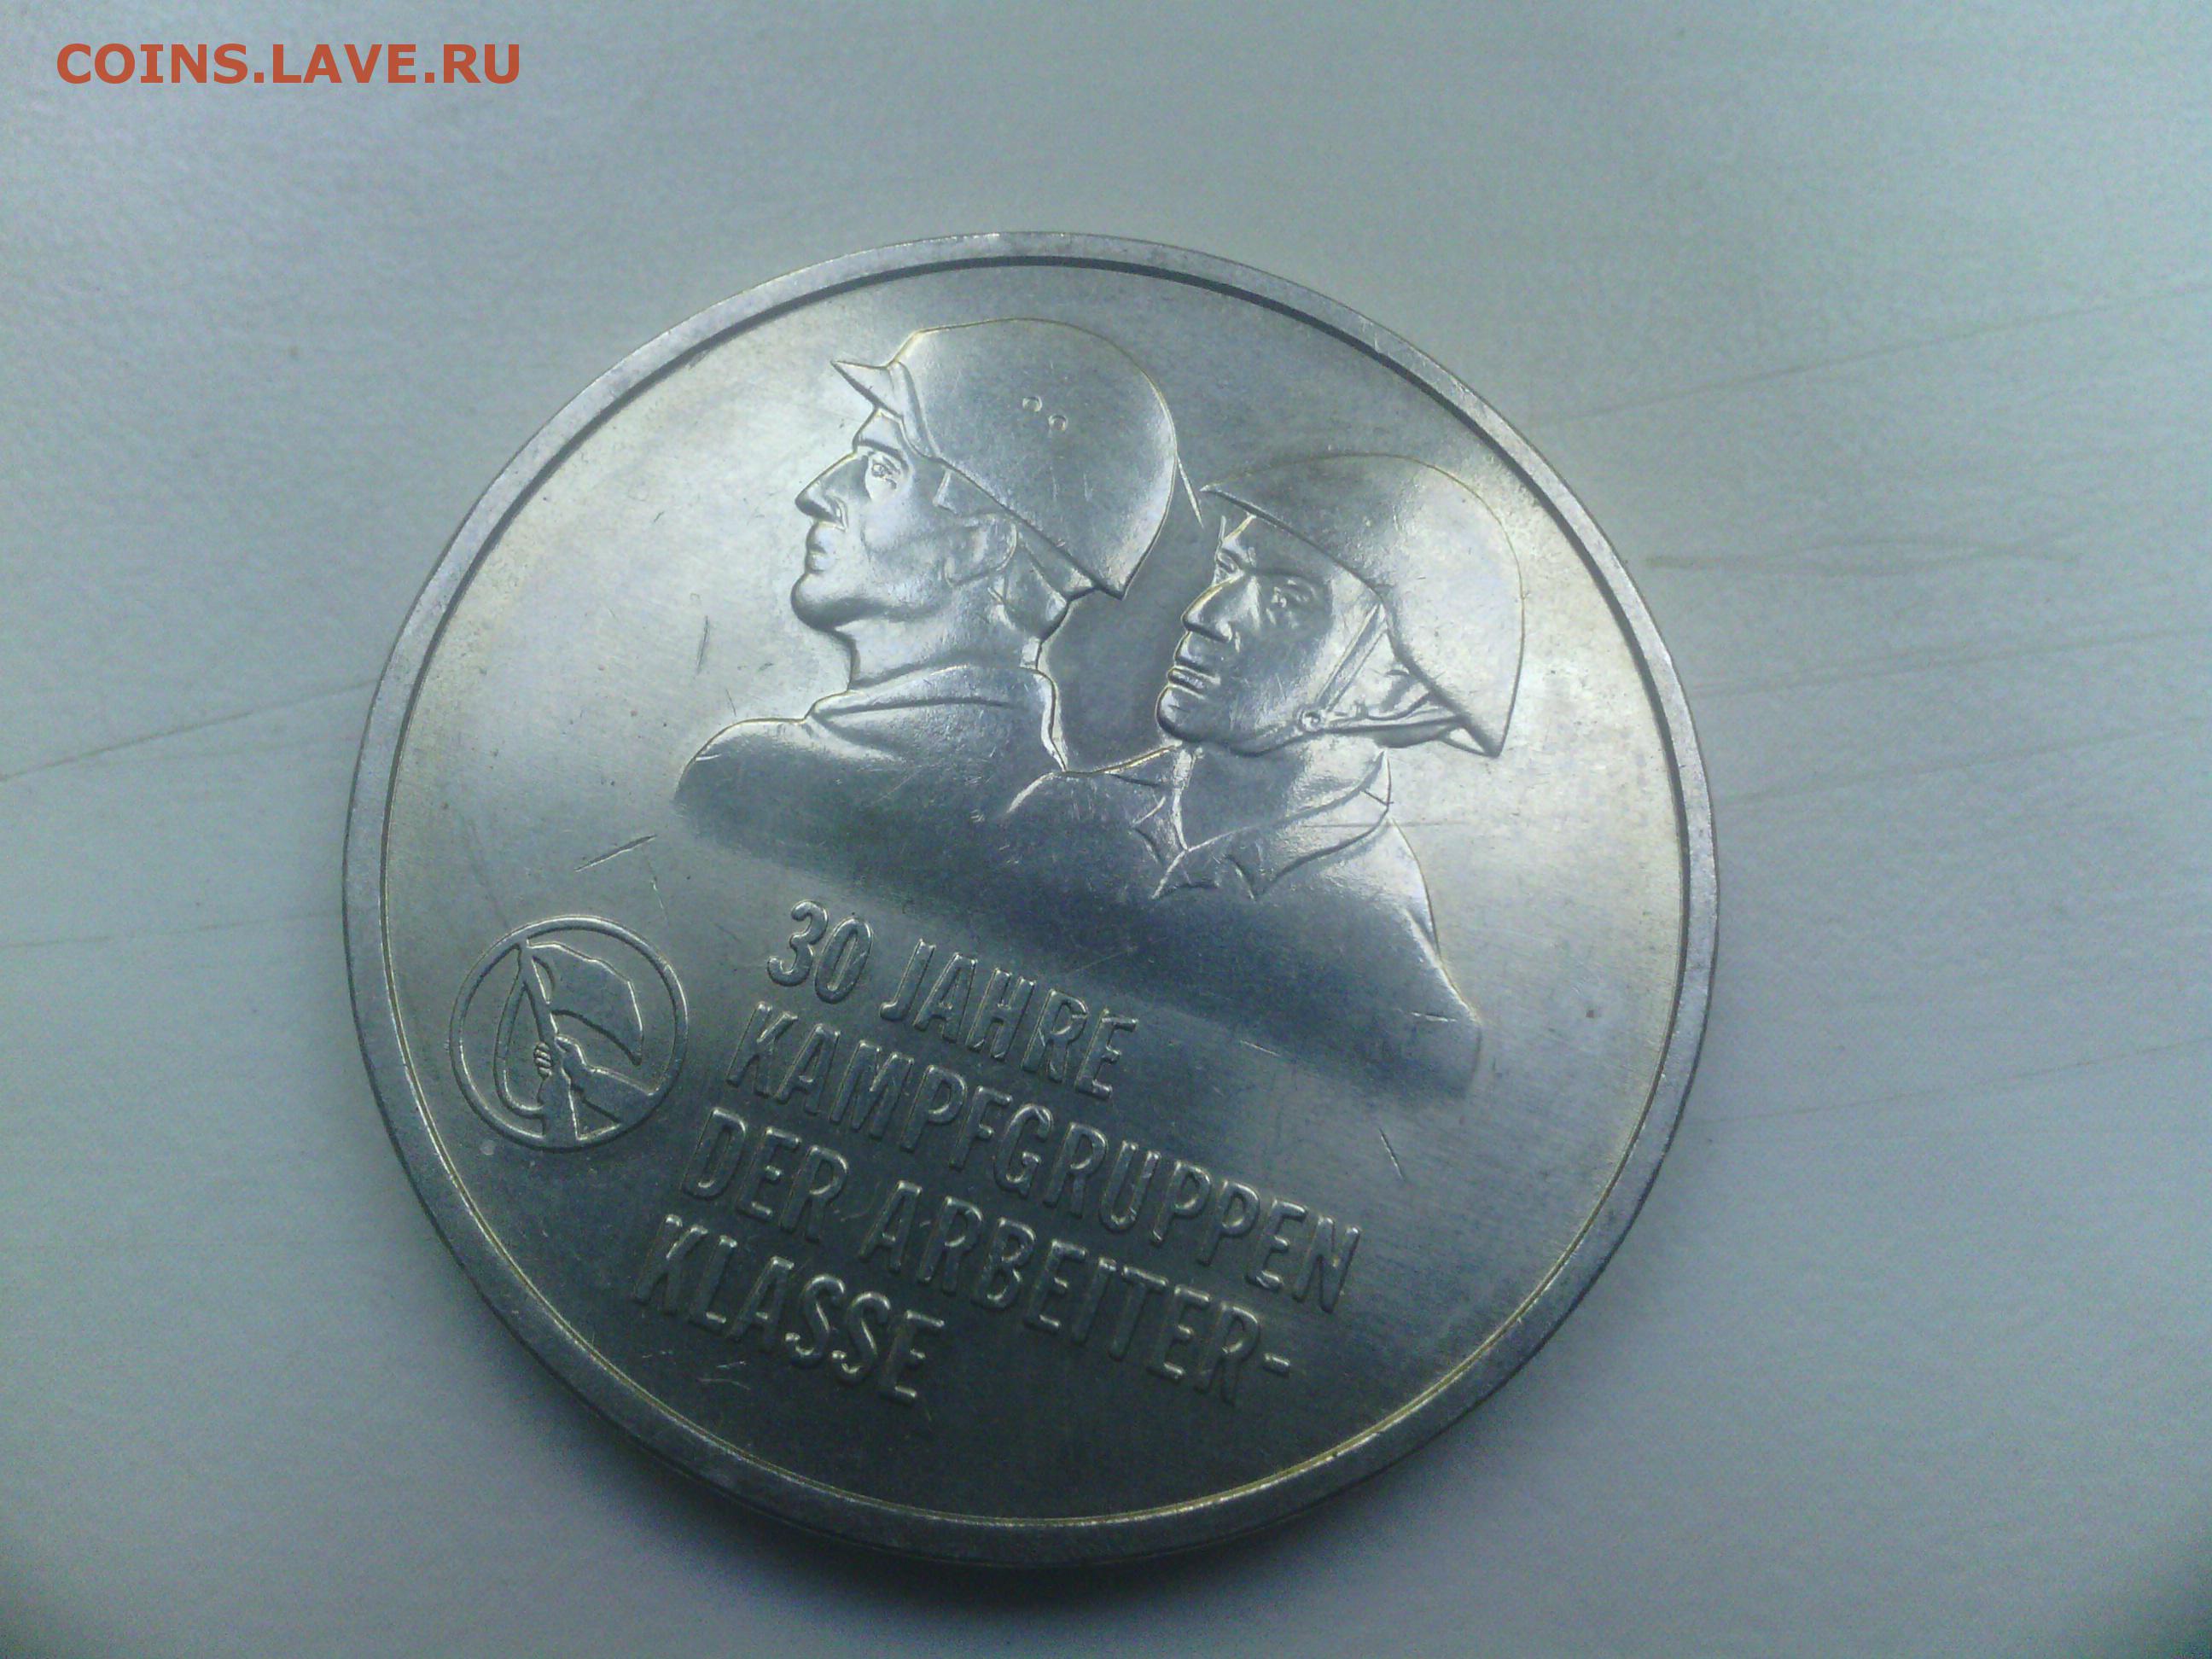 COINS.LAVE.RU
30 JAHRE
KAMPFGRUPPEN
DER ARBEITER-
KLASSE